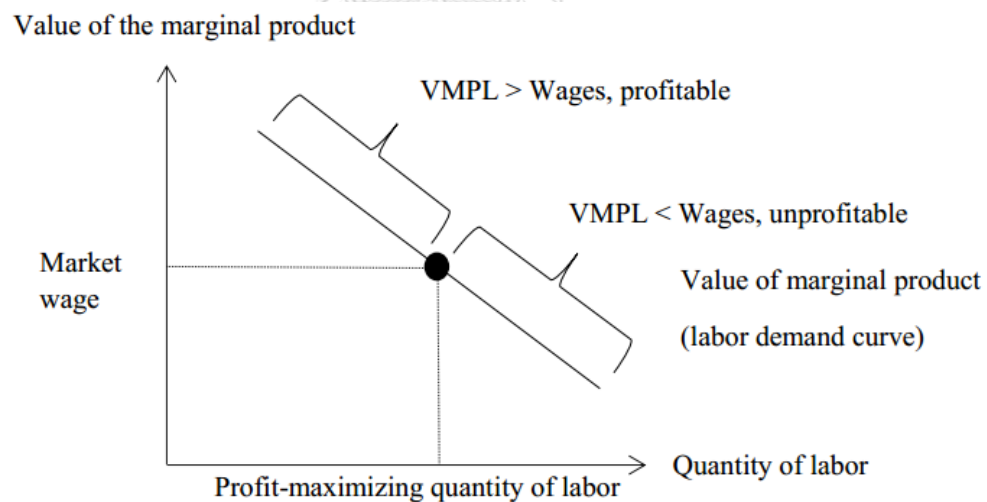 Value of the marginal product
VMPL > Wages, profitable
VMPL < Wages, unprofitable
Market
wage
Value of marginal product
(labor demand curve)
Quantity of labor
Profit-maximizing quantity of labor